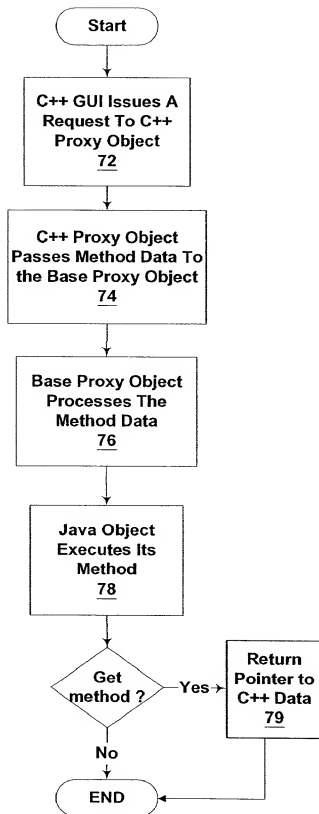 Start
C++ GUI Issues A
Request To C++
Proxy Object
72
C++ Proxy Object
Passes Method Data To
the Base Proxy Object
74
Base Proxy Object
Processes The
Method Data
76
Java Object
Executes Its
Method
78
Get
method ?
Yes
Return
Pointer to
C++ Data
79
No
END